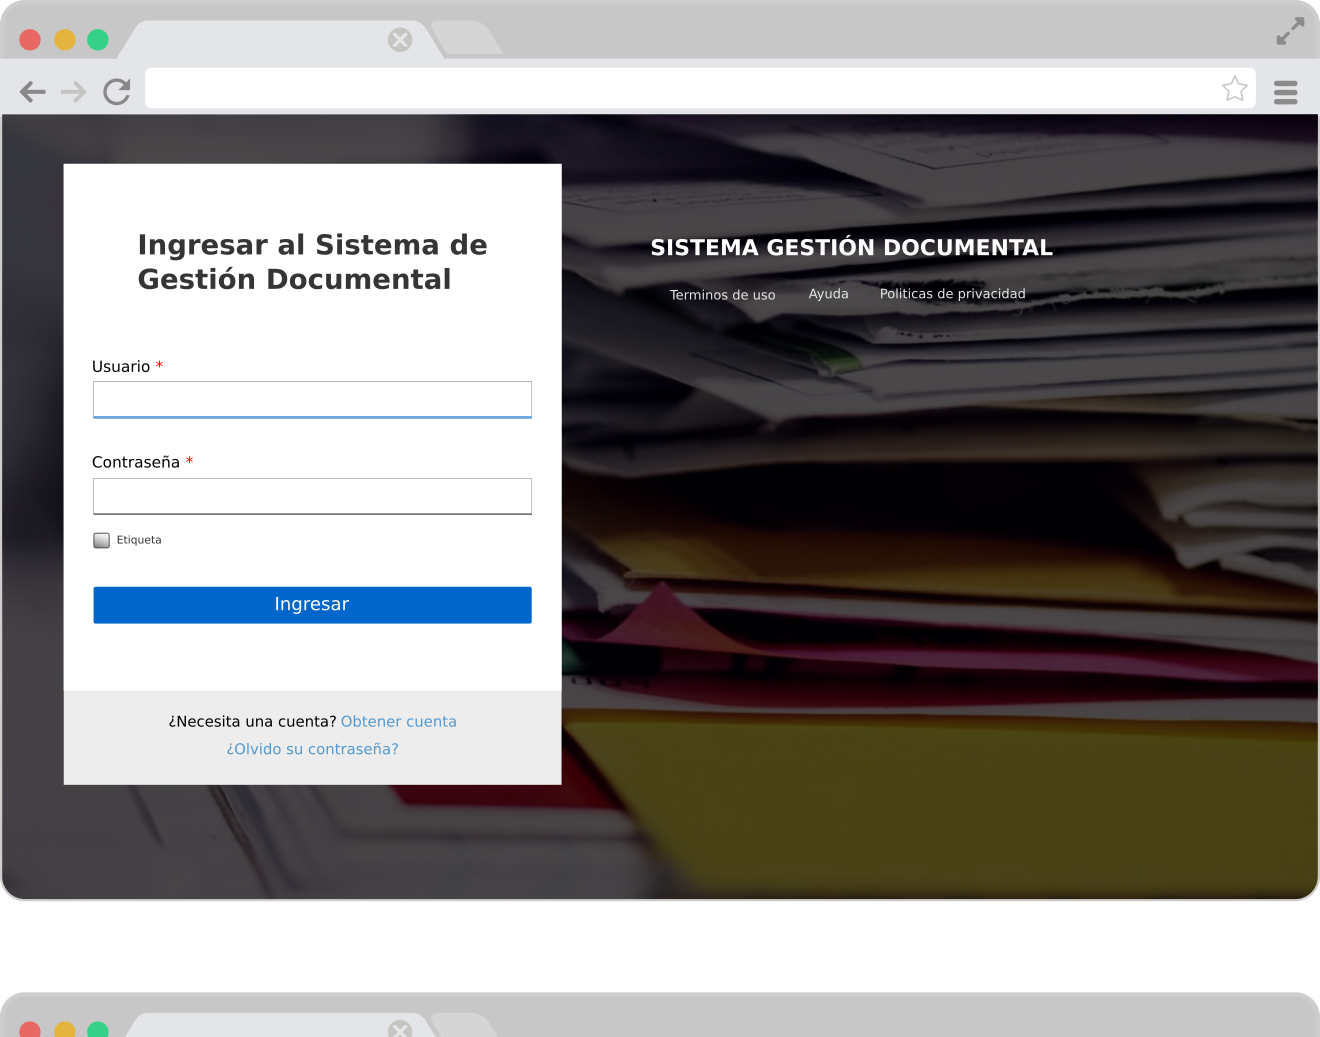 Ingresar al Sistema de
Gestión Documental
Usuario *
Contraseña *
Etiqueta
Ingresar
¿Necesita una cuenta? Obtener cuenta
¿Olvido su contraseña?
SISTEMA GESTIÓN DOCUMENTAL
Terminos de uso Ayuda Politicas de privacidad